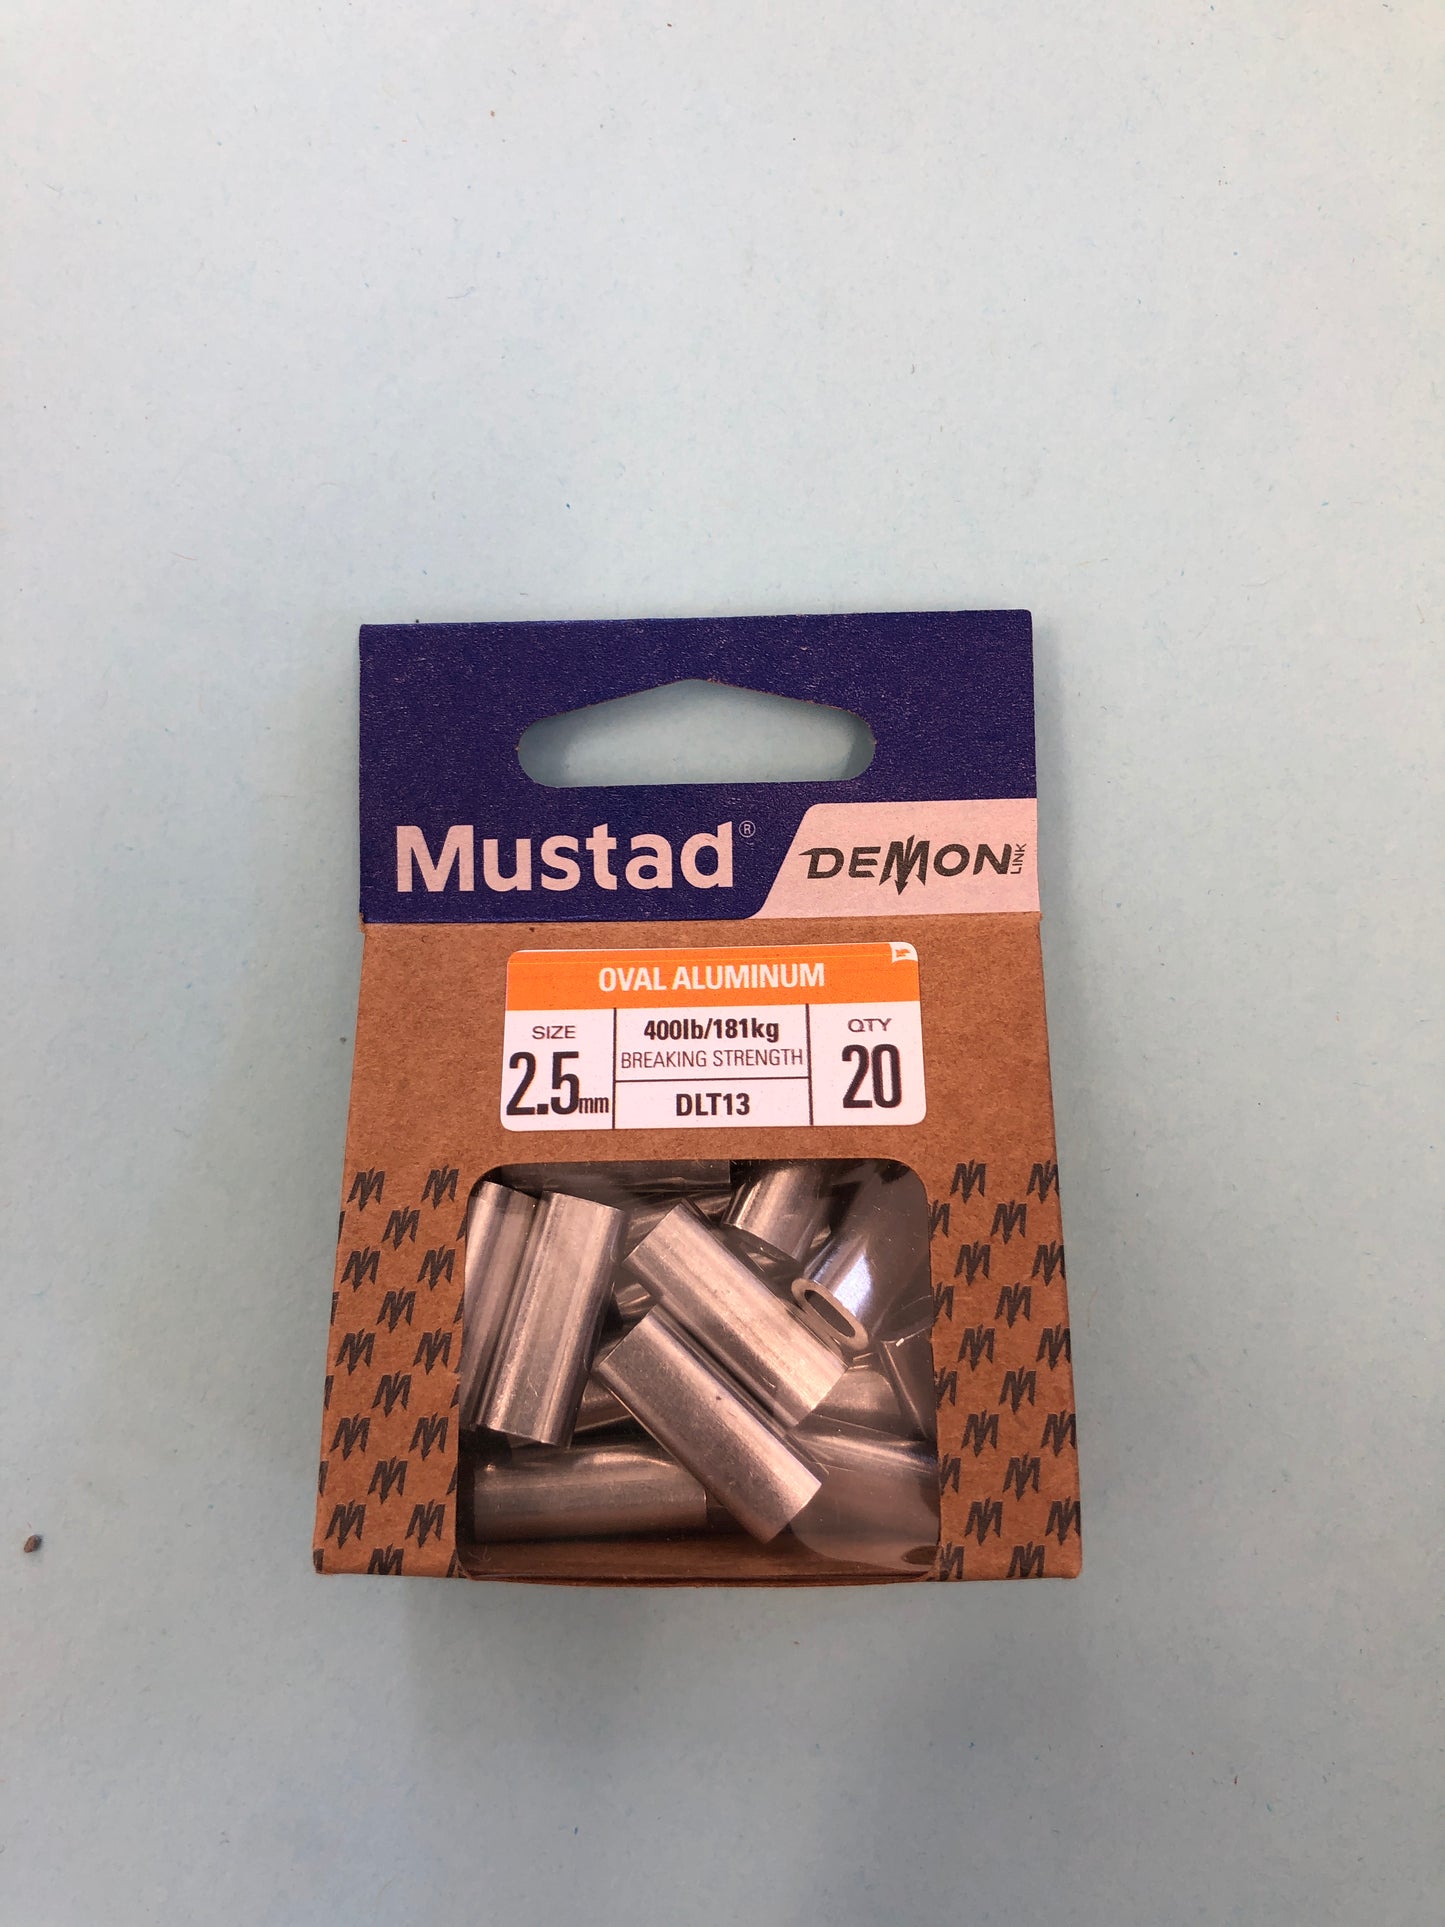 Mustad®
DEMON LINK
OVAL ALUMINUM
SIZE
2.5mm
400lb/181kg
BREAKING STRENGTH
DLT13
QTY
20